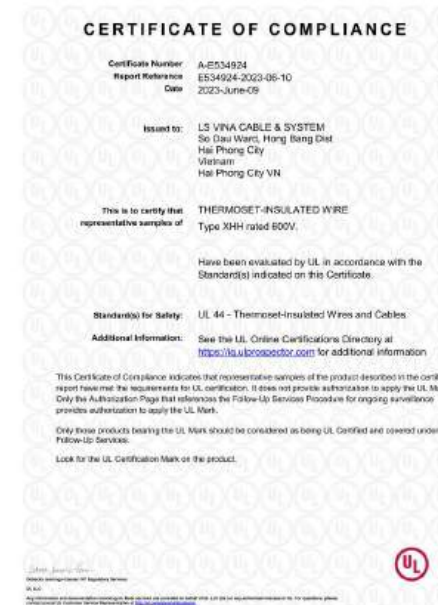 CERTIFICATE OF COMPLIANCE
Certificate Number A-E534924
Report Reference E534924-2023-06-10
Date 2023-June-09
Issued to: LS VINA CABLE & SYSTEM
So Dau Ward, Hong Bang Dist
Hai Phong City
Vietnam
Hai Phong City VN
This is to certify that THERMOSET-INSULATED WIRE
representative samples of Type XHH rated 600V.
Have been evaluated by UL in accordance with the
Standard(s) indicated on this Certificate.
Standard(s) for Safety: UL 44 - Thermoset-Insulated Wires and Cables
Additional Information: See the UL Online Certifications Directory at
https://iq.ulprospector.com for additional information
This Certificate of Compliance indicates that representative samples of the product described in the certif
report have met the requirements for UL certification. It does not provide authorization to apply the UL Ma
Only the Authorization Page that references the Follow-Up Services Procedure for ongoing surveillance
provides authorization to apply the UL Mark.
Only those products bearing the UL Mark should be considered as being UL Certified and covered under
Follow-Up Services.
Look for the UL Certification Mark on the product.
UL